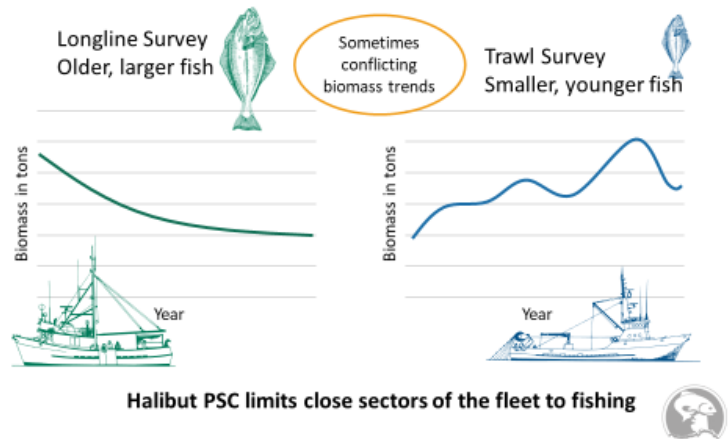 Longline Survey
Older, larger fish
Sometimes
conflicting
biomass trends
Trawl Survey
Smaller, younger fish
Biomass in tons
Year
Biomass in tons
Year
Halibut PSC limits close sectors of the fleet to fishing